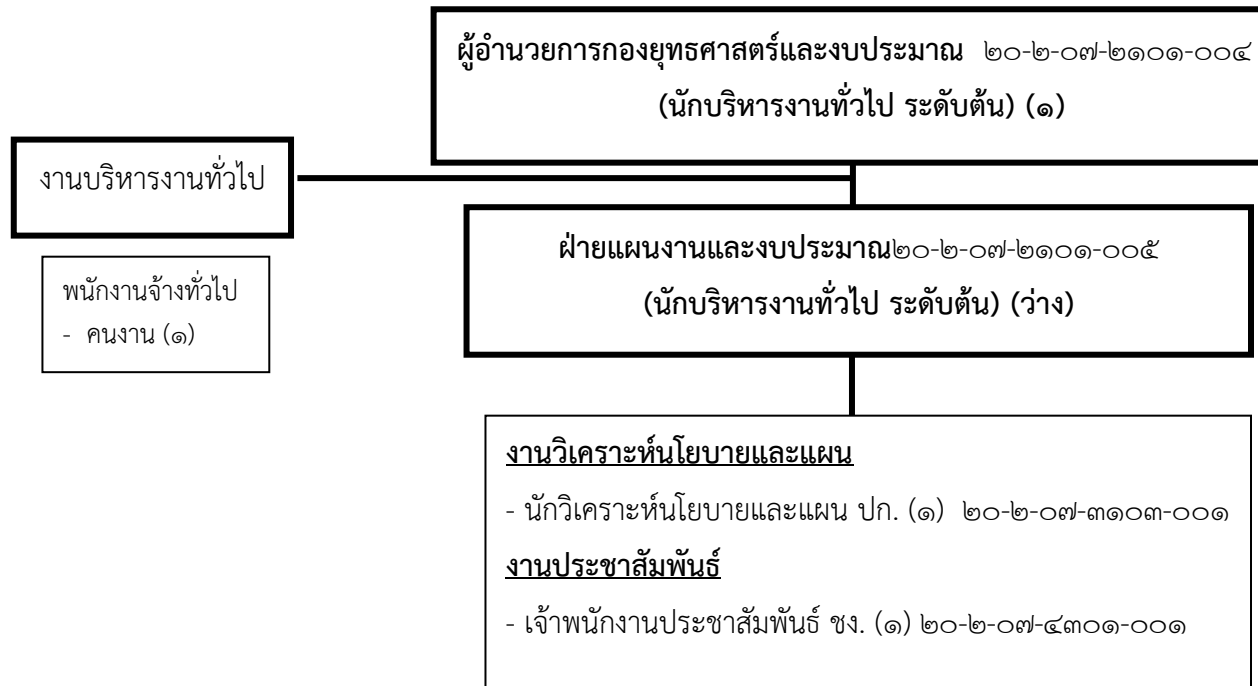 ผู้อำนวยการกองยุทธศาสตร์และงบประมาณ ๒๐-๒-๐๗-๒๑๐๑-๐๐๔
(นักบริหารงานทั่วไป ระดับต้น) (๑)
งานบริหารงานทั่วไป
พนักงานจ้างทั่วไป
- คนงาน (๑)
ฝ่ายแผนงานและงบประมาณ๒๐-๒-๐๗-๒๑๐๑-๐๐๕
(นักบริหารงานทั่วไป ระดับต้น) (ว่าง)
งานวิเคราะห์นโยบายและแผน
- นักวิเคราะห์นโยบายและแผน ปก. (๑) ๒๐-๒-๐๗-๓๑๐๓-๐๐๑
งานประชาสัมพันธ์
- เจ้าพนักงานประชาสัมพันธ์ ชง. (๑) ๒๐-๒-๐๗-๔๓๐๑-๐๐๑